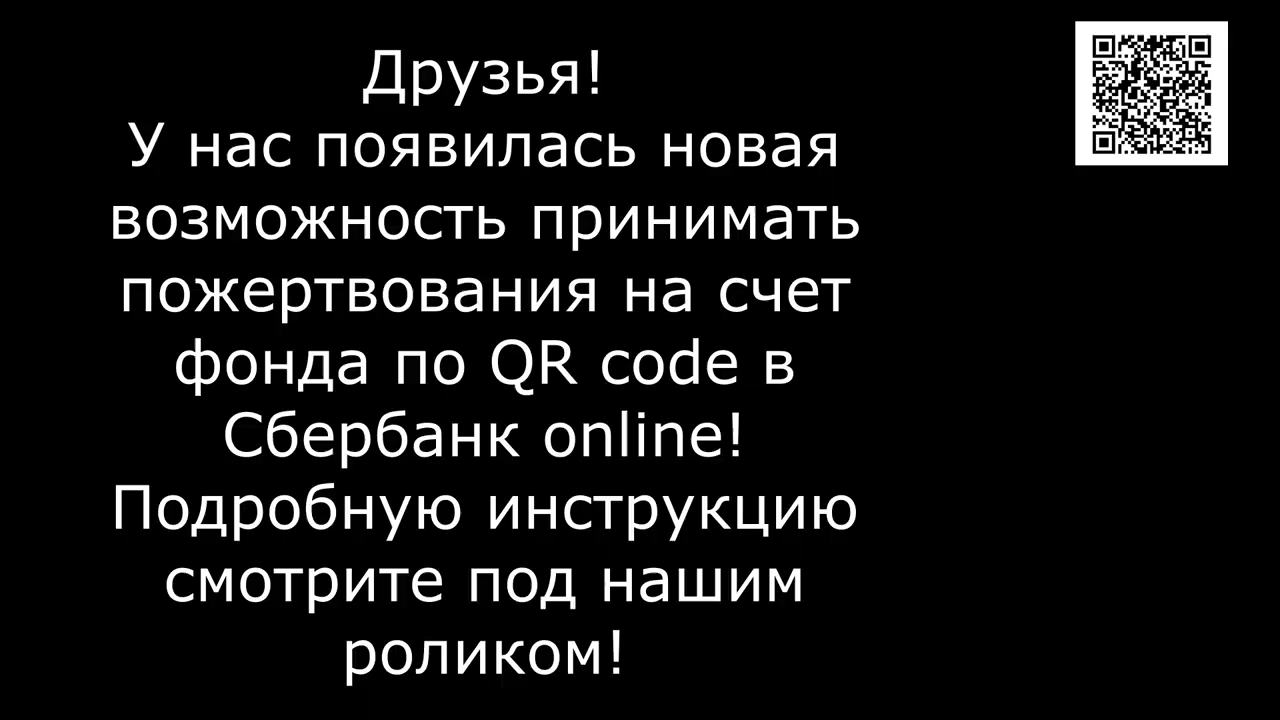 Друзья!
У нас появилась новая
возможность принимать
пожертвования на счет
фонда по QR code в
Сбербанк online!
Подробную инструкцию
смотрите под нашим
роликом!